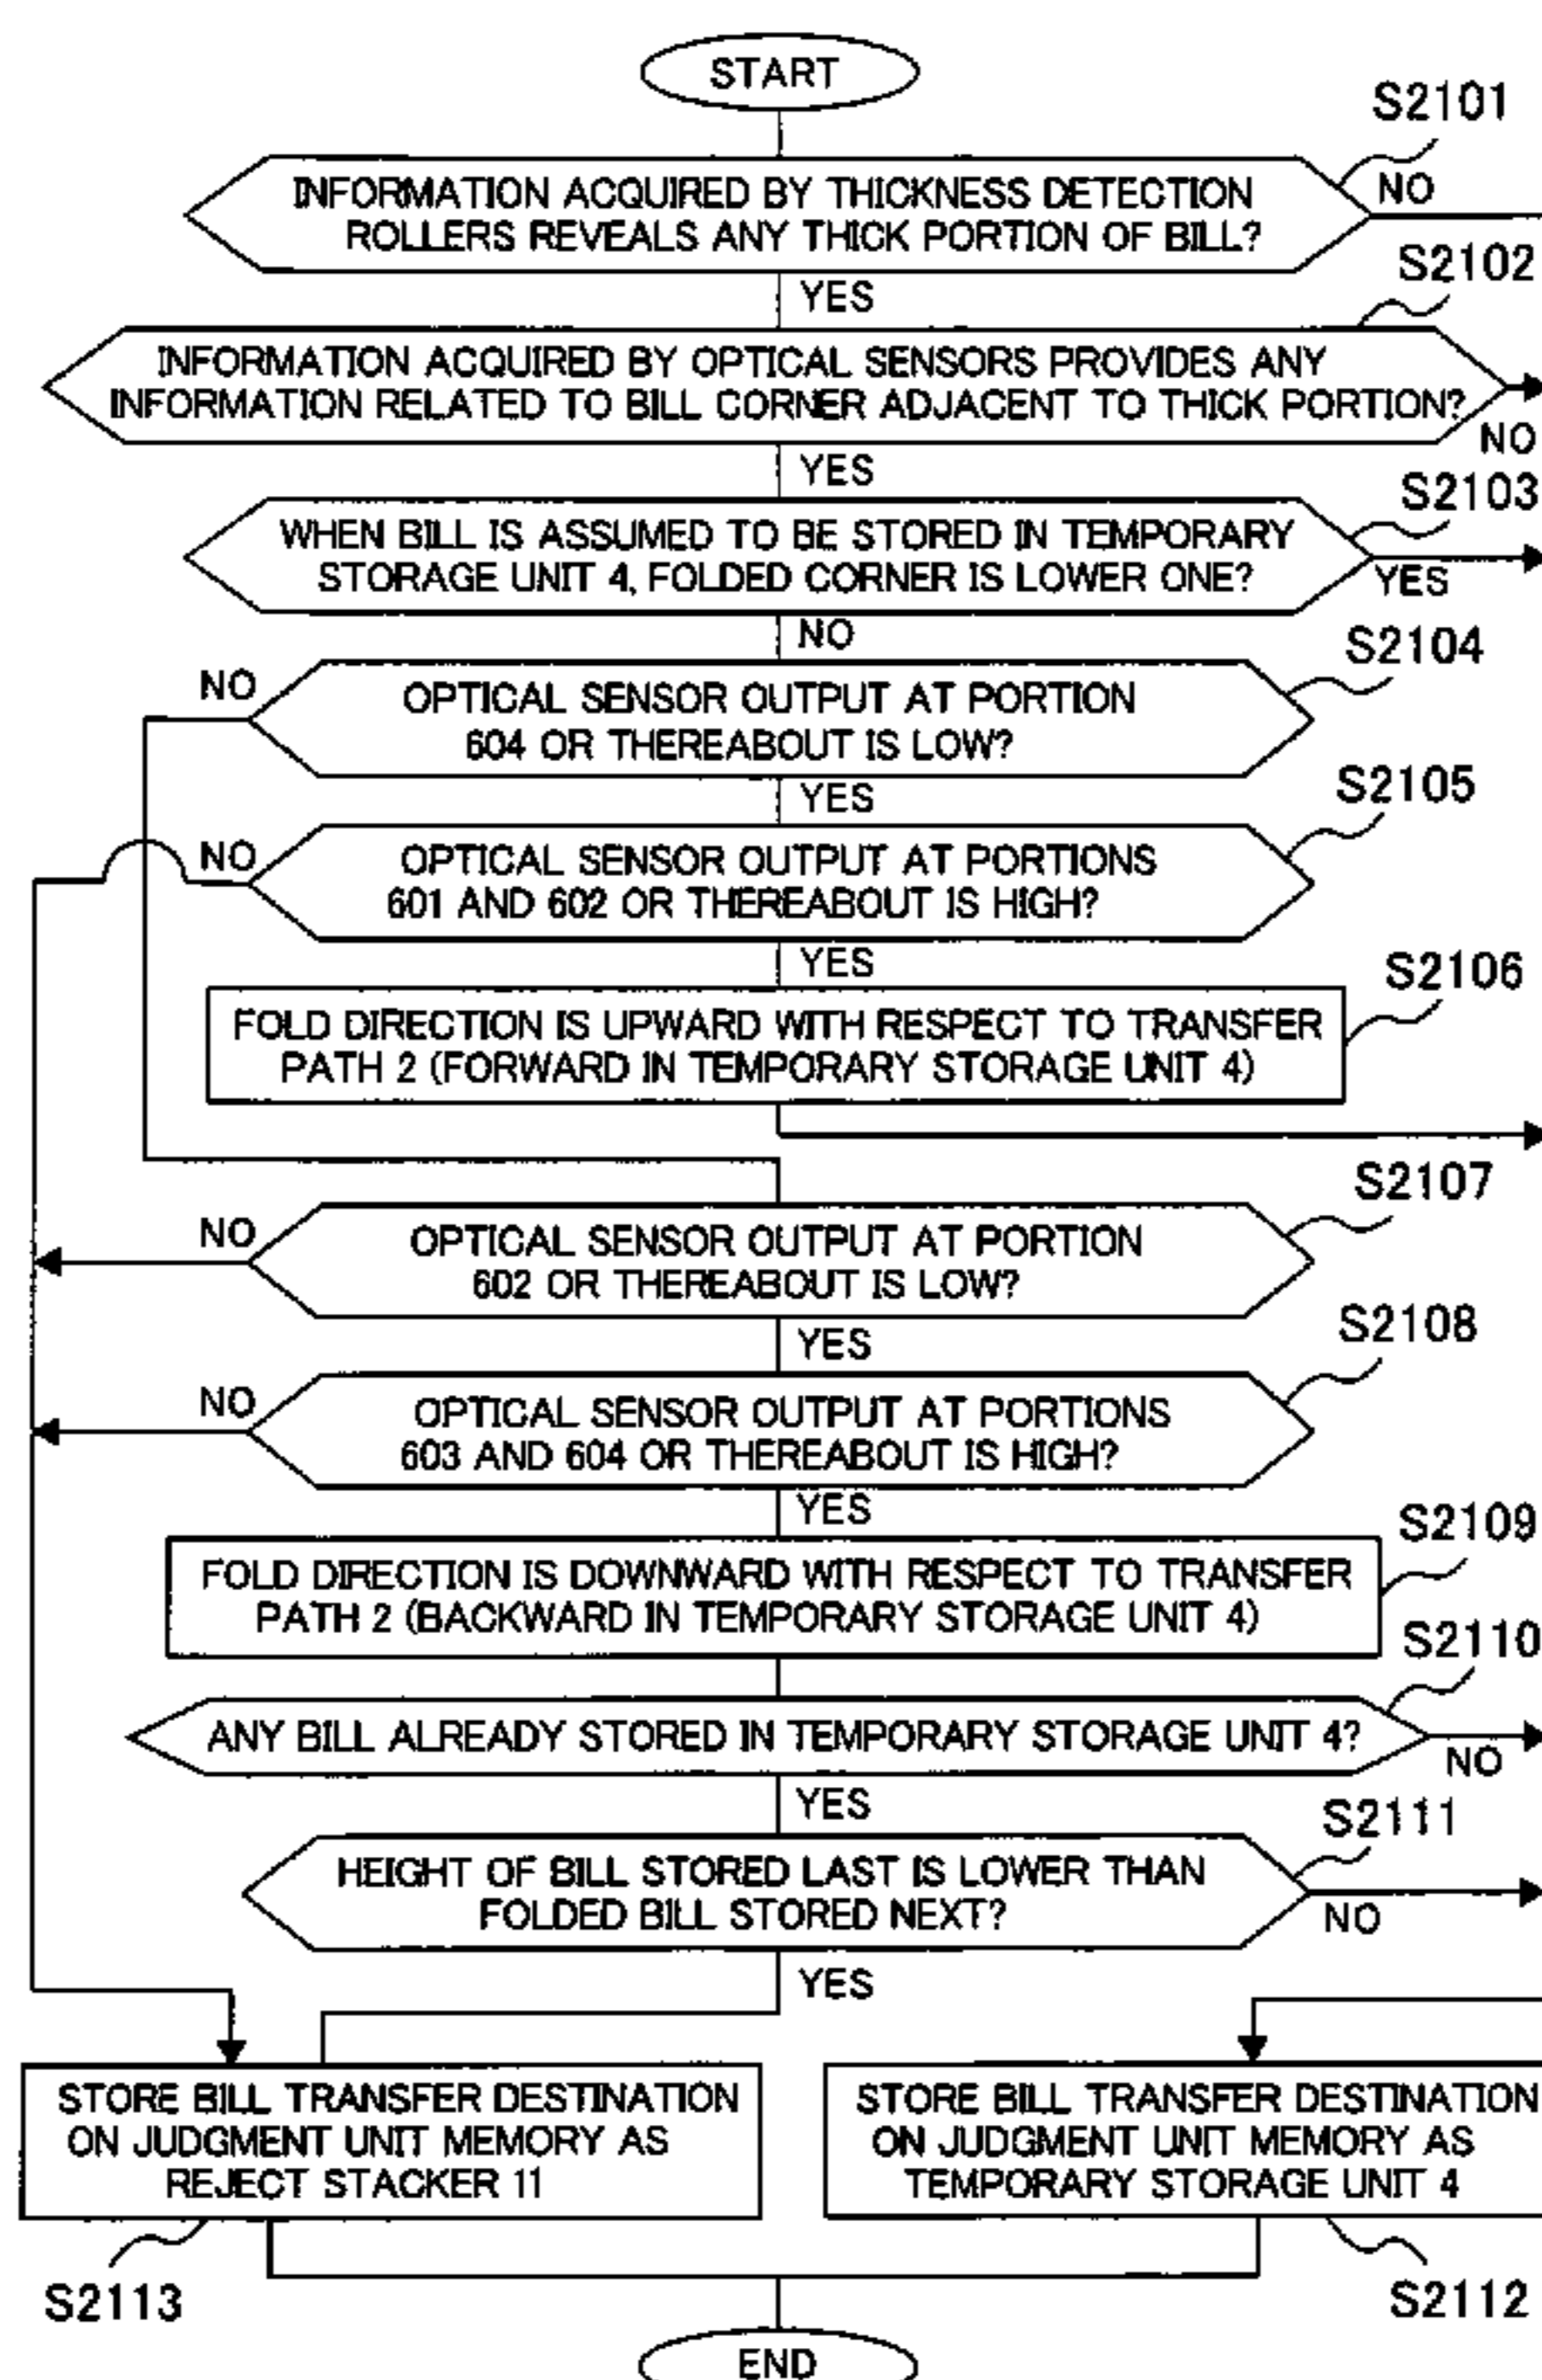 START
S2101
INFORMATION ACQUIRED BY THICKNESS DETECTION
ROLLERS REVEALS ANY THICK PORTION OF BILL?
NO
YES
S2102
INFORMATION ACQUIRED BY OPTICAL SENSORS PROVIDES ANY
INFORMATION RELATED TO BILL CORNER ADJACENT TO THICK PORTION?
NO
YES
S2103
WHEN BILL IS ASSUMED TO BE STORED IN TEMPORARY
STORAGE UNIT 4, FOLDED CORNER IS LOWER ONE?
YES
NO
S2104
NO
OPTICAL SENSOR OUTPUT AT PORTION
604 OR THEREABOUT IS LOW?
YES
S2105
NO
OPTICAL SENSOR OUTPUT AT PORTIONS
601 AND 602 OR THEREABOUT IS HIGH?
YES
S2106
FOLD DIRECTION IS UPWARD WITH RESPECT TO TRANSFER
PATH 2 (FORWARD IN TEMPORARY STORAGE UNIT 4)
S2107
NO
OPTICAL SENSOR OUTPUT AT PORTION
602 OR THEREABOUT IS LOW?
YES
S2108
NO
OPTICAL SENSOR OUTPUT AT PORTIONS
603 AND 604 OR THEREABOUT IS HIGH?
YES
S2109
FOLD DIRECTION IS DOWNWARD WITH RESPECT TO TRANSFER
PATH 2 (BACKWARD IN TEMPORARY STORAGE UNIT 4)
S2110
ANY BILL ALREADY STORED IN TEMPORARY STORAGE UNIT 4?
NO
YES
S2111
HEIGHT OF BILL STORED LAST IS LOWER THAN
FOLDED BILL STORED NEXT?
NO
YES
STORE BILL TRANSFER DESTINATION
ON JUDGMENT UNIT MEMORY AS
REJECT STACKER 11
STORE BILL TRANSFER DESTINATION
ON JUDGMENT UNIT MEMORY AS
TEMPORARY STORAGE UNIT 4
S2113
S2112
END